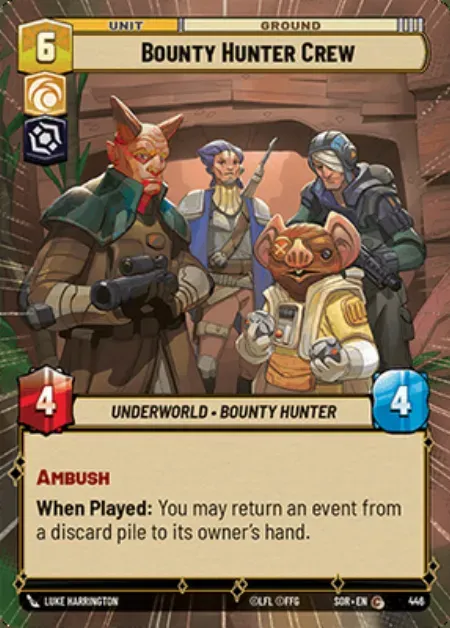 6
UNIT
GROUND
BOUNTY HUNTER CREW
4
UNDERWORLD • BOUNTY HUNTER
4
AMBUSH
When Played: You may return an event from
a discard pile to its owner's hand.
LUKE HARRINGTON
©LFL ©FFG
SOR • EN
C
446